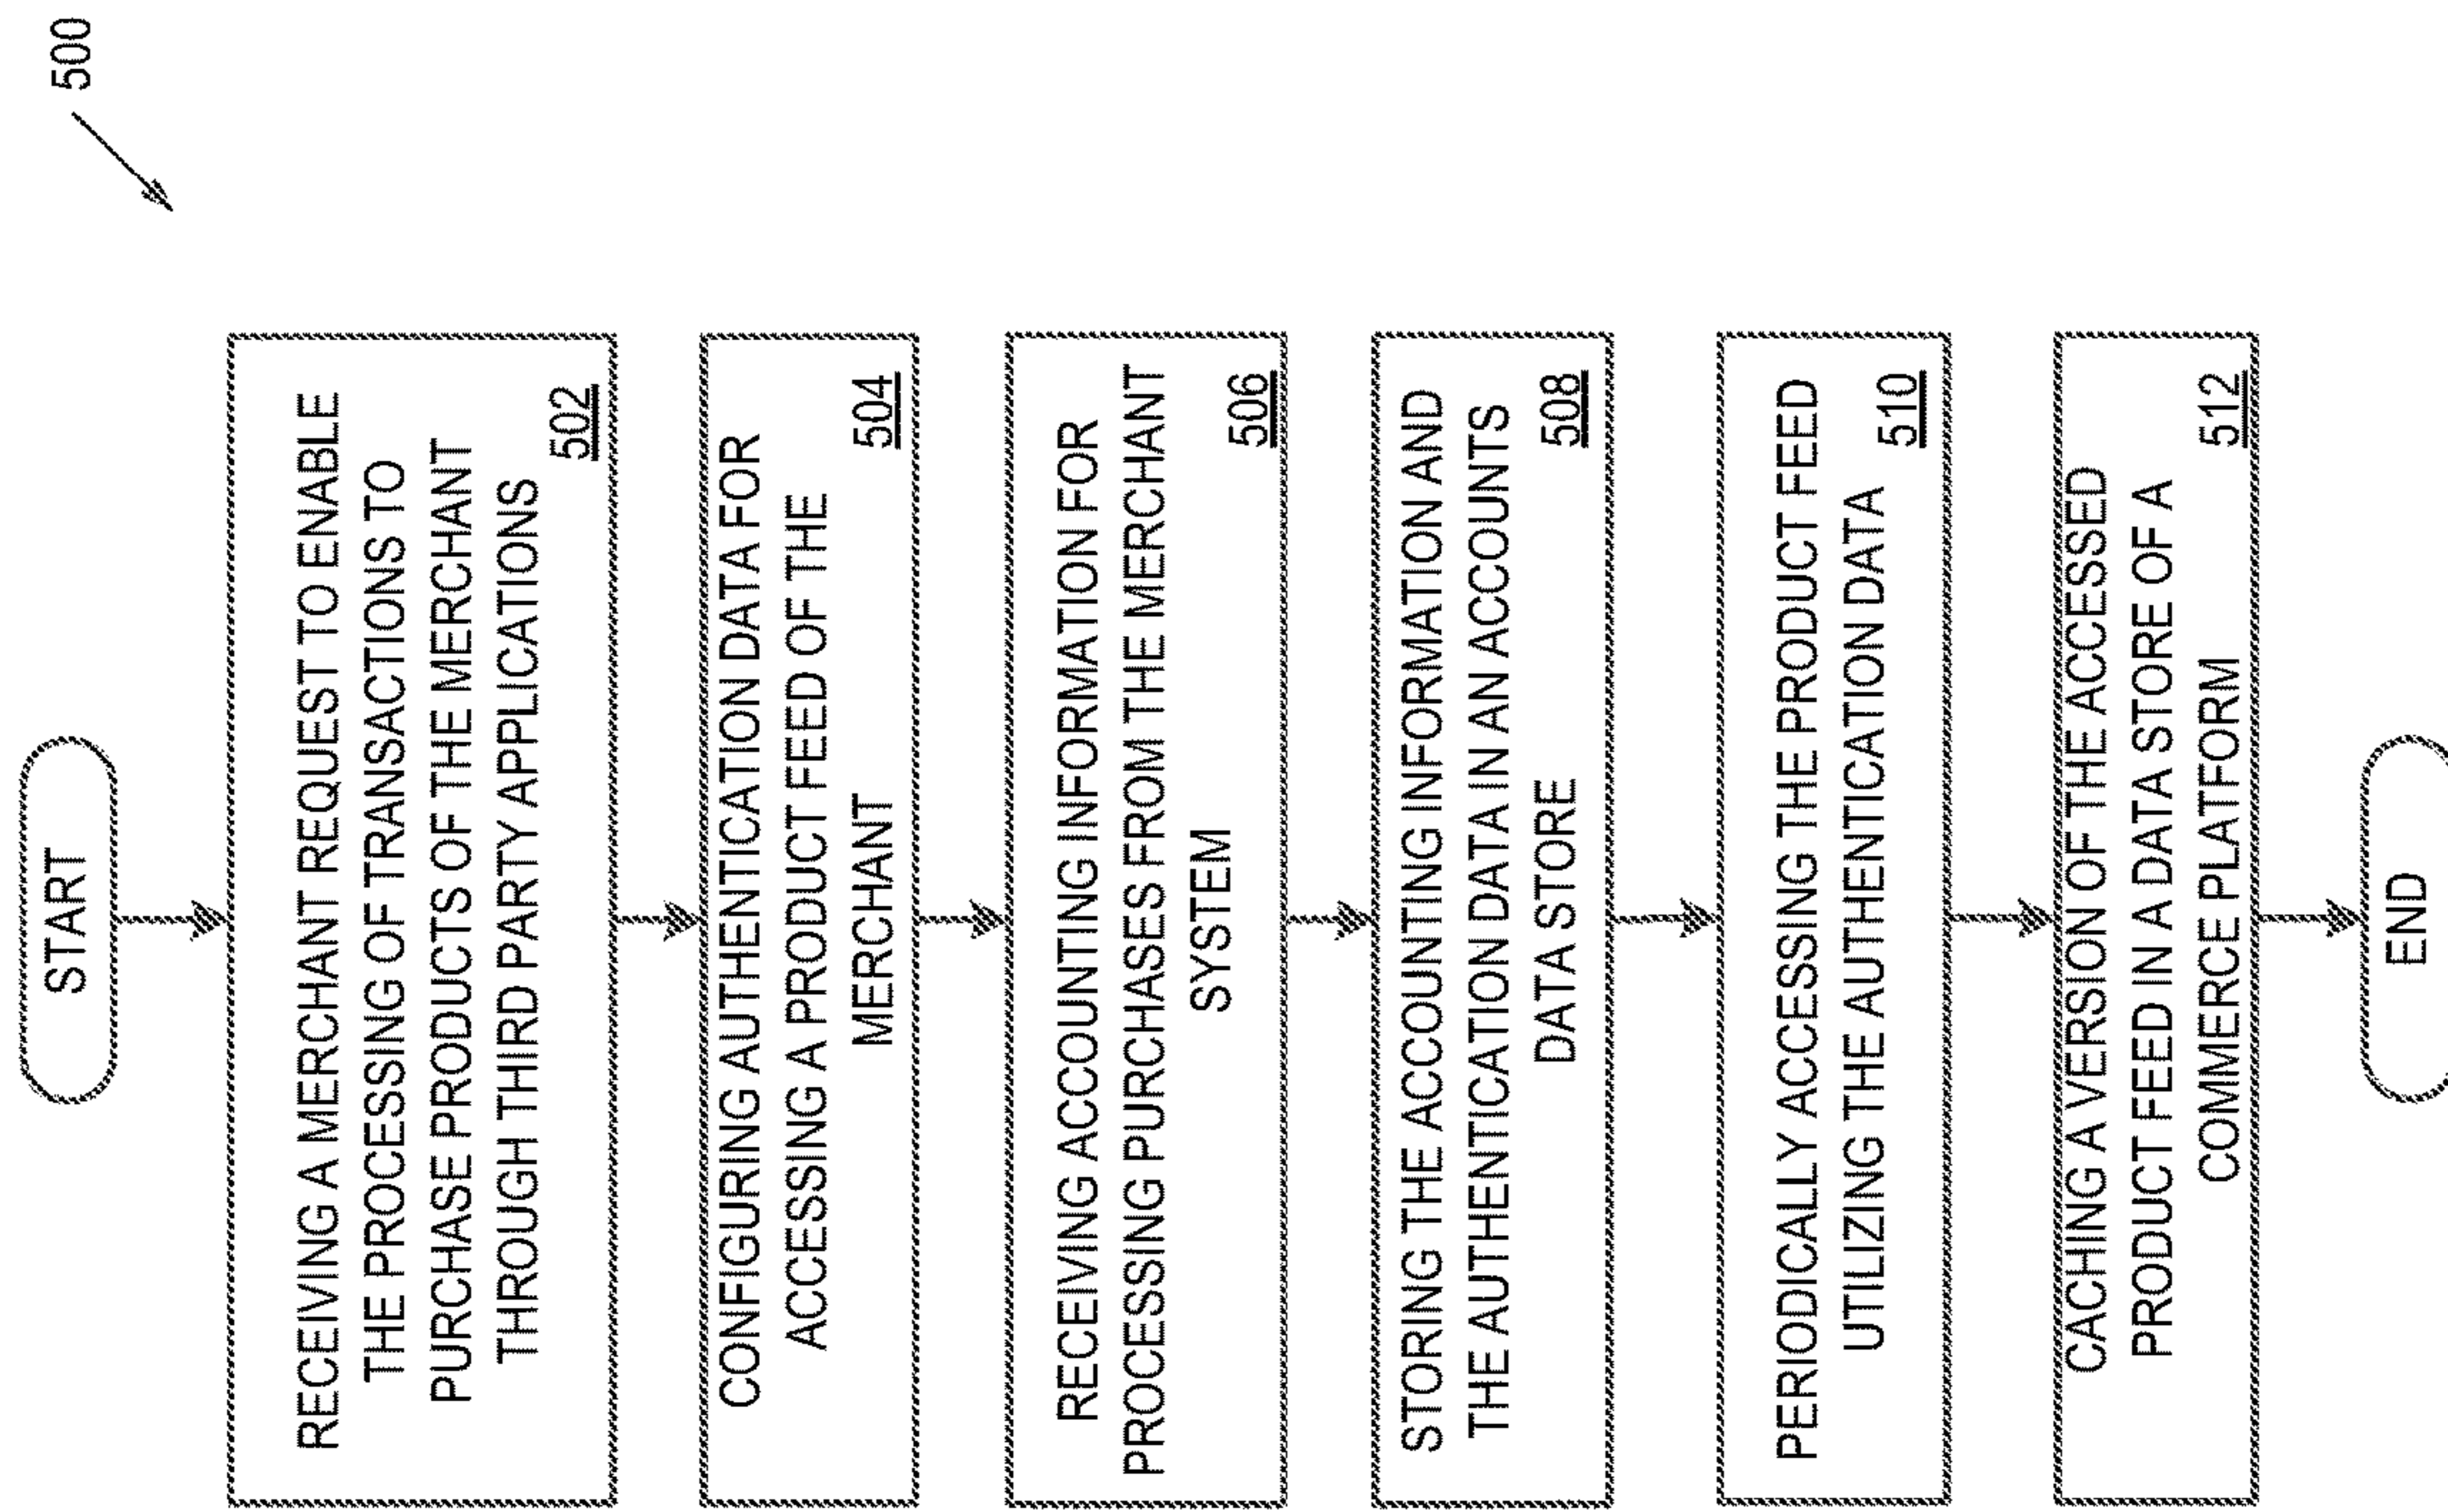 500
START
RECEIVING A MERCHANT REQUEST TO ENABLE
THE PROCESSING OF TRANSACTIONS TO
PURCHASE PRODUCTS OF THE MERCHANT
THROUGH THIRD PARTY APPLICATIONS
502
CONFIGURING AUTHENTICATION DATA FOR
ACCESSING A PRODUCT FEED OF THE
MERCHANT
504
RECEIVING ACCOUNTING INFORMATION FOR
PROCESSING PURCHASES FROM THE MERCHANT
SYSTEM
506
STORING THE ACCOUNTING INFORMATION AND
THE AUTHENTICATION DATA IN AN ACCOUNTS
DATA STORE
508
PERIODICALLY ACCESSING THE PRODUCT FEED
UTILIZING THE AUTHENTICATION DATA
510
CACHING A VERSION OF THE ACCESSED
PRODUCT FEED IN A DATA STORE OF A
COMMERCE PLATFORM
512
END